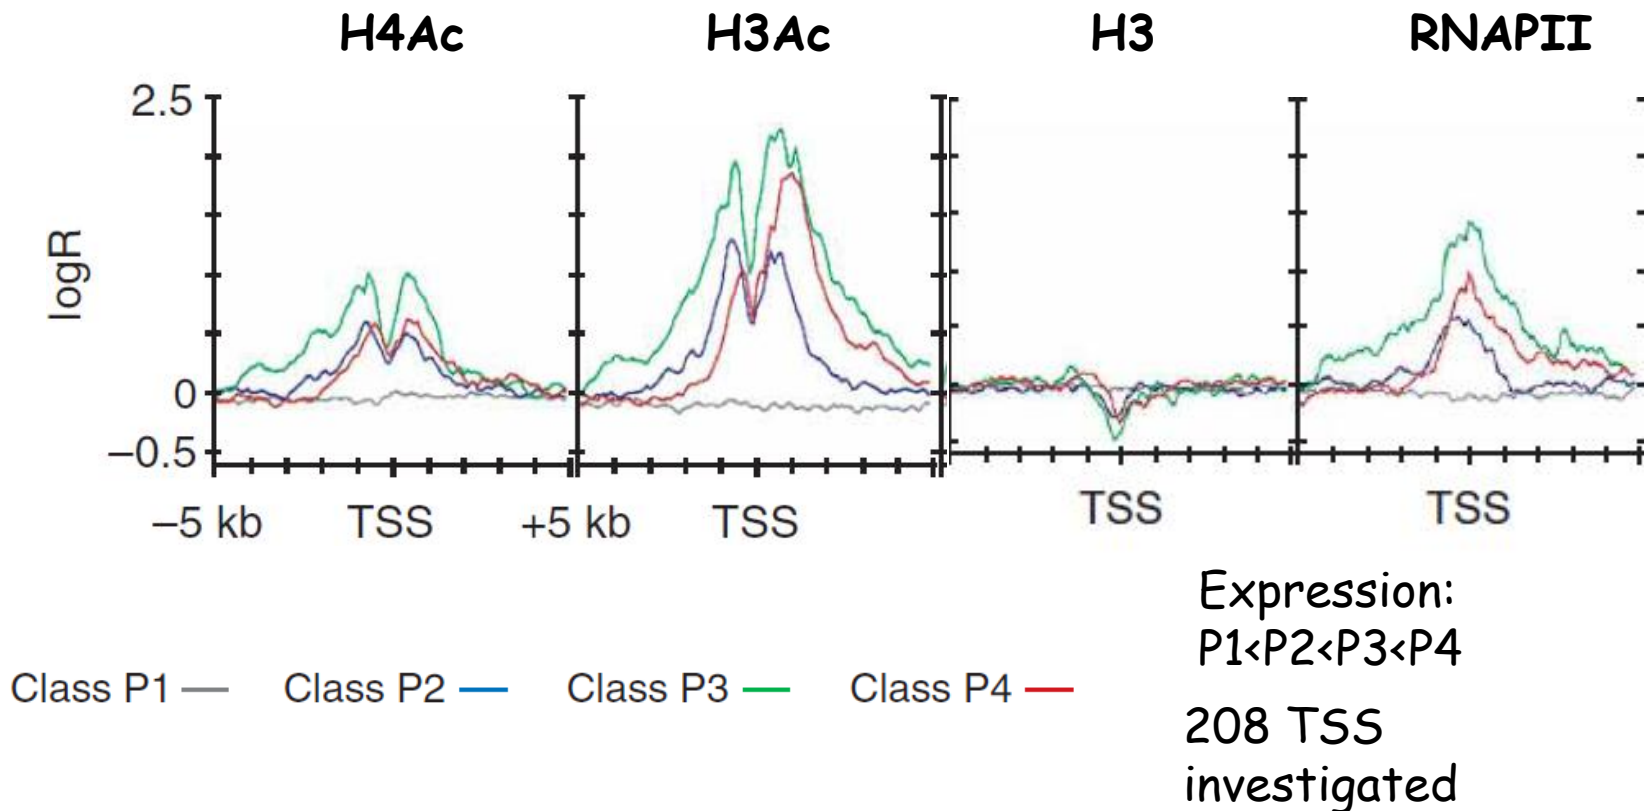 H4Ac H3Ac H3 RNAPII
2.5
logR
0
−0.5
−5 kb TSS +5 kb TSS TSS TSS
Expression:
P1<P2<P3<P4
Class P1 Class P2 Class P3 Class P4
208 TSS
investigated